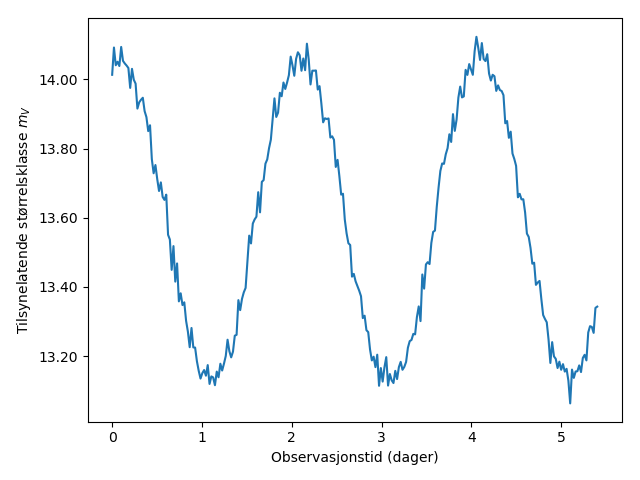 Tilsynelatende størrelsklasse m_V
14.00
13.80
13.60
13.40
13.20
0 1 2 3 4 5
Observasjonstid (dager)